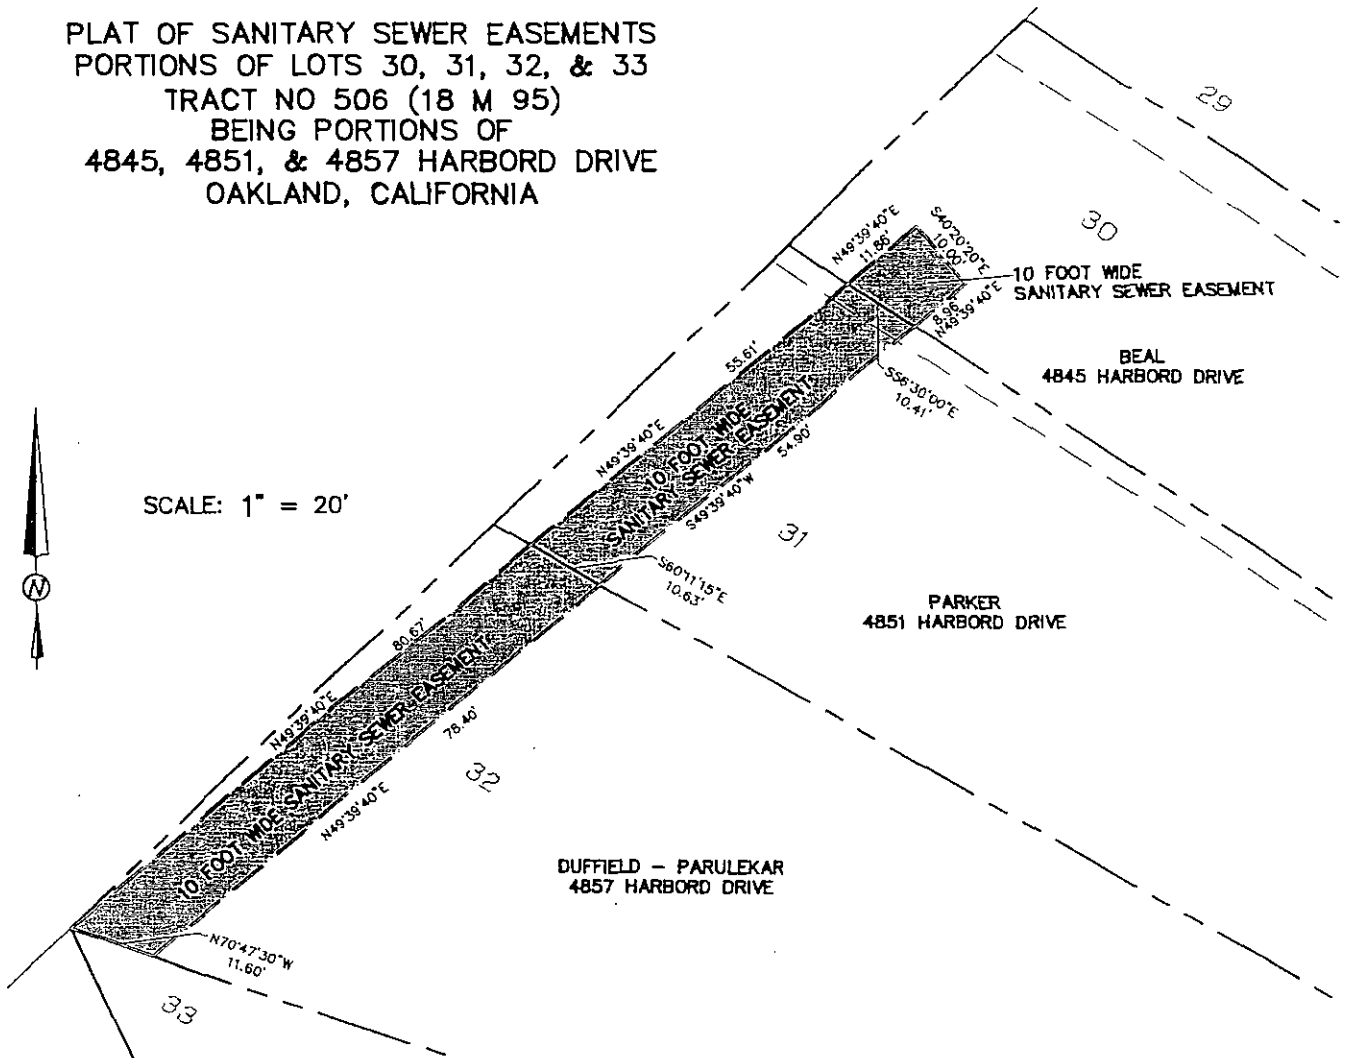 PLAT OF SANITARY SEWER EASEMENTS
PORTIONS OF LOTS 30, 31, 32, & 33
TRACT NO 506 (18 M 95)
BEING PORTIONS OF
4845, 4851, & 4857 HARBORD DRIVE
OAKLAND, CALIFORNIA
29
30
N49°39'40"E
11.86'
S40°20'20"E
10.00'
10 FOOT WIDE
SANITARY SEWER EASEMENT
8.96'
N49°39'40"E
BEAL
4845 HARBORD DRIVE
55.61'
N49°39'40"E
S56°30'00"E
10.41'
10 FOOT WIDE
SANITARY SEWER EASEMENT
54.90'
S49°39'40"W
31
SCALE: 1" = 20'
N
S60°11'15"E
10.63'
PARKER
4851 HARBORD DRIVE
80.67'
N49°39'40"E
10 FOOT WIDE SANITARY SEWER EASEMENT
78.40'
N49°39'40"E
32
DUFFIELD – PARULEKAR
4857 HARBORD DRIVE
N70°47'30"W
11.60'
33